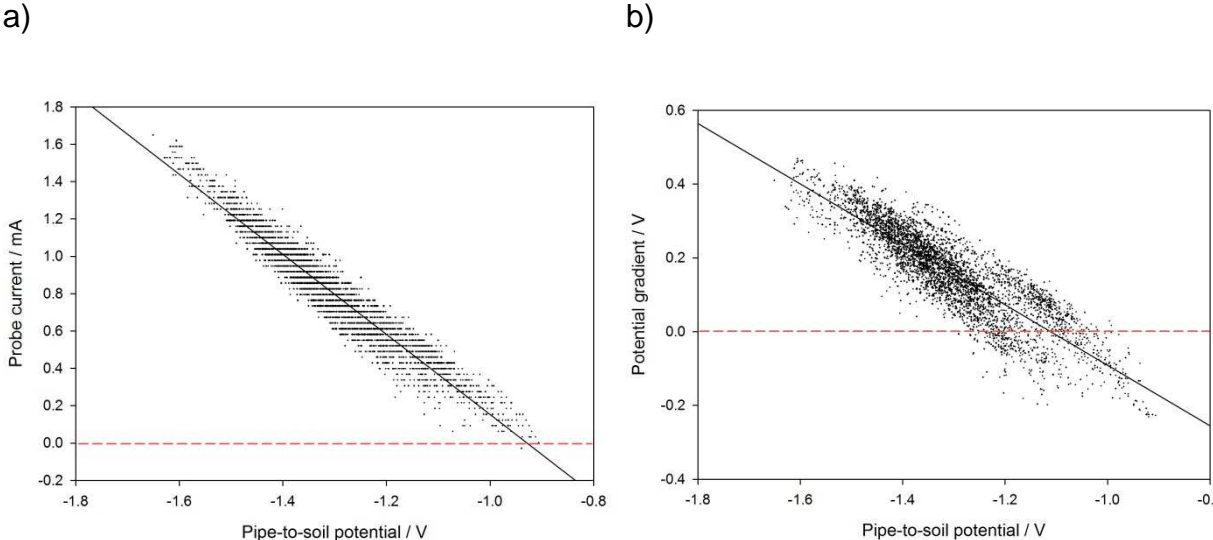 a)
b)
1.8
1.6
1.4
1.2
1.0
0.8
0.6
0.4
0.2
0.0
-0.2
Probe current / mA
-1.8 -1.6 -1.4 -1.2 -1.0 -0.8
Pipe-to-soil potential / V
0.6
0.4
0.2
0.0
-0.2
-0.4
Potential gradient / V
-1.8 -1.6 -1.4 -1.2 -1.0
Pipe-to-soil potential / V